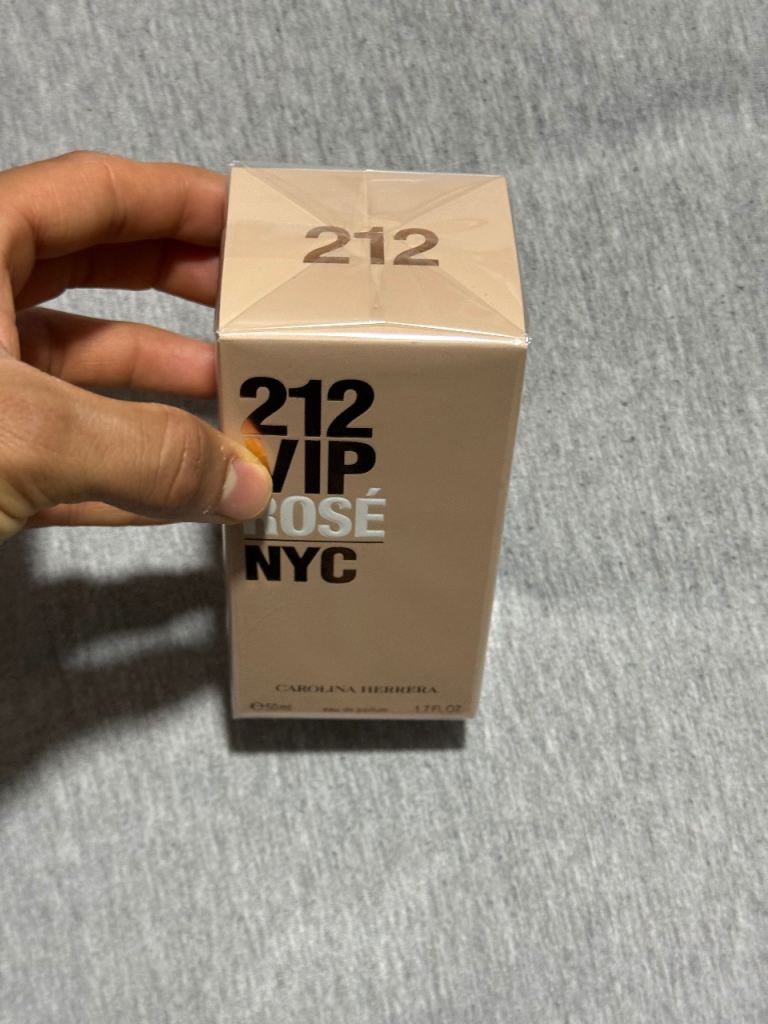 212
212
VIP
ROSÉ
NYC
CAROLINA HERRERA
℮50ml eau de parfum 1.7 FL.OZ